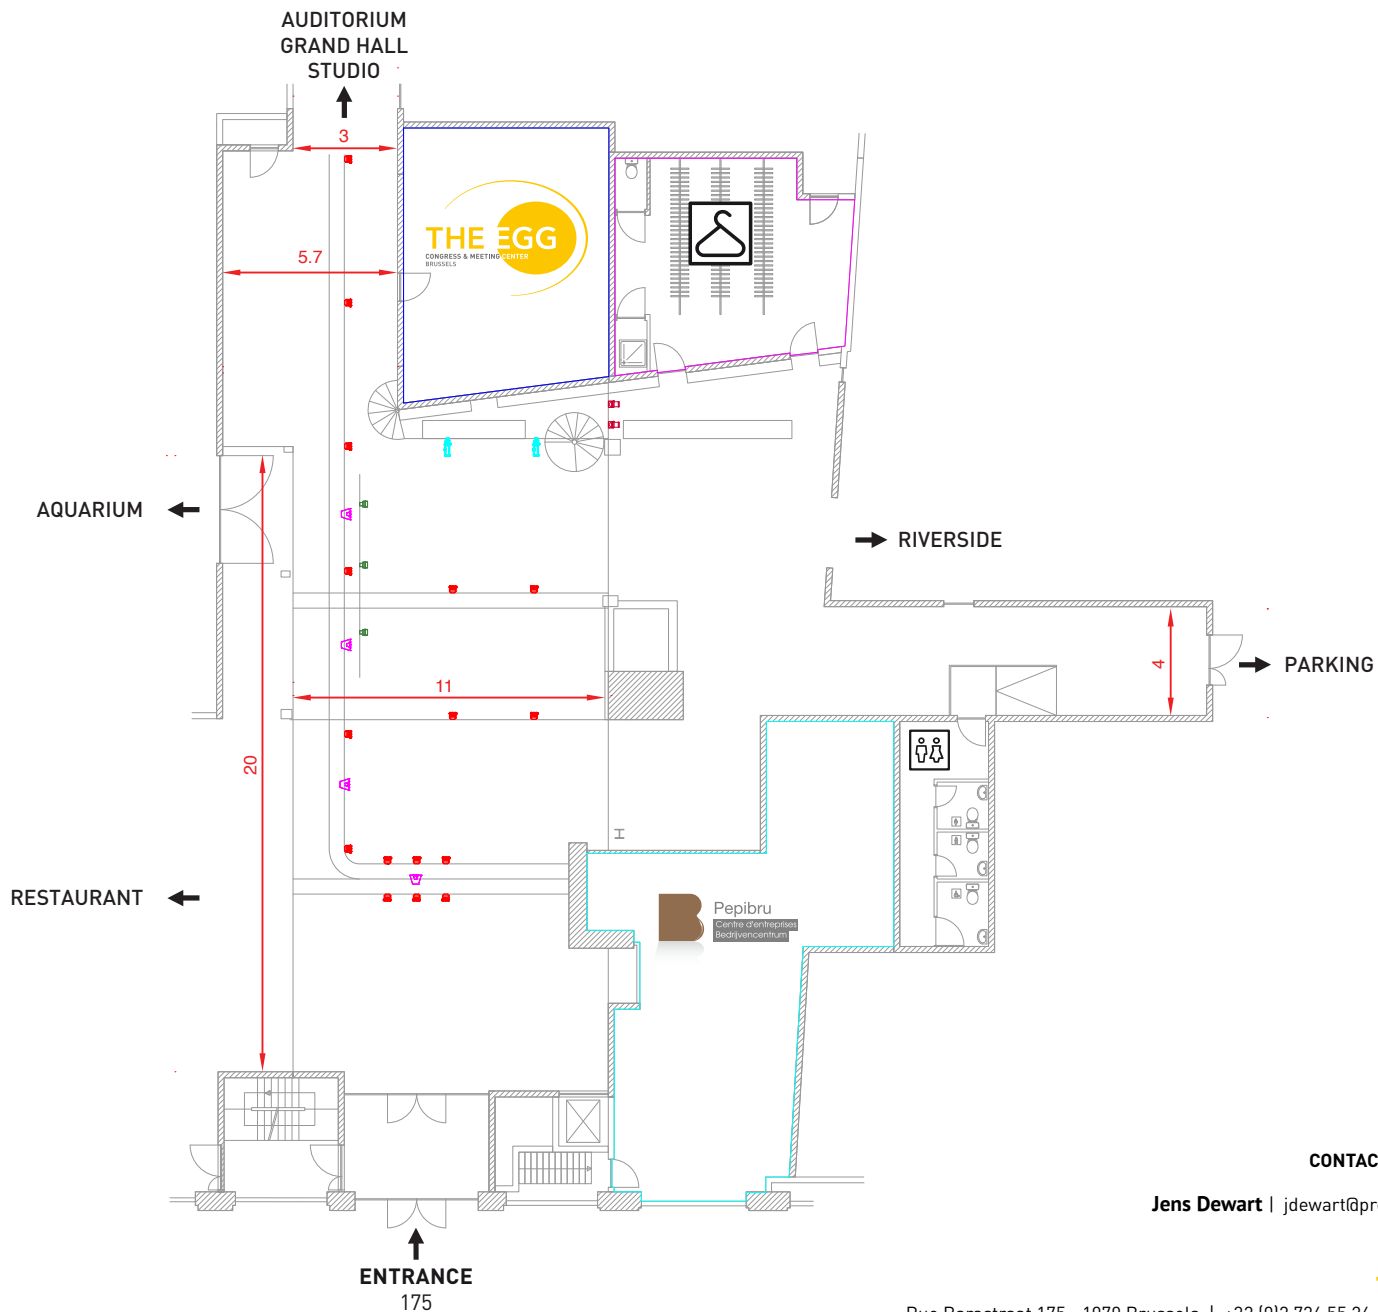 AUDITORIUM
GRAND HALL
STUDIO
3
THE EGG
CONGRESS & MEETING CENTER
BRUSSELS
5.7
AQUARIUM
RIVERSIDE
4
PARKING
11
20
H
RESTAURANT
Pepibru
Centre d'entreprises
Bedrijvencentrum
CONTAC
Jens Dewart | jdewart@pr
ENTRANCE
175